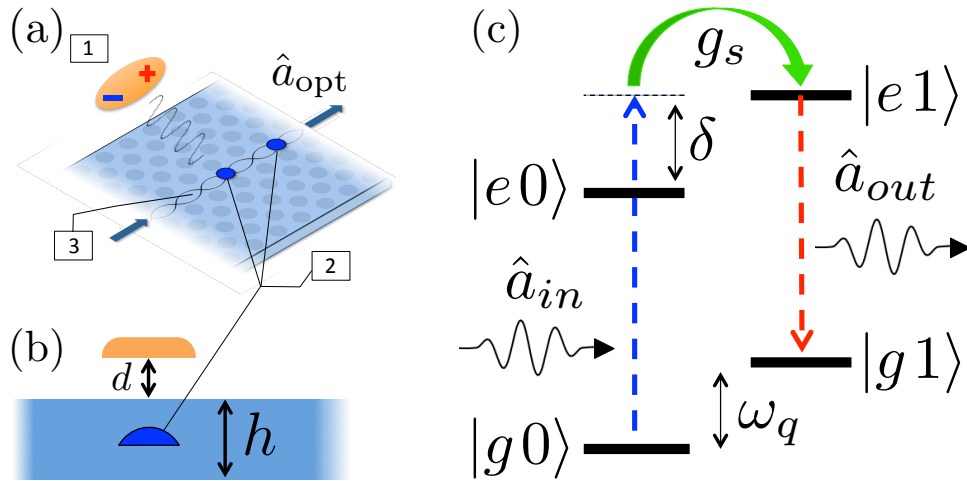 (a)
1
+
−
â_opt
3
2
(b)
d
h
(c)
g_s
|e 1⟩
δ
|e 0⟩
â_out
â_in
|g 1⟩
ω_q
|g 0⟩